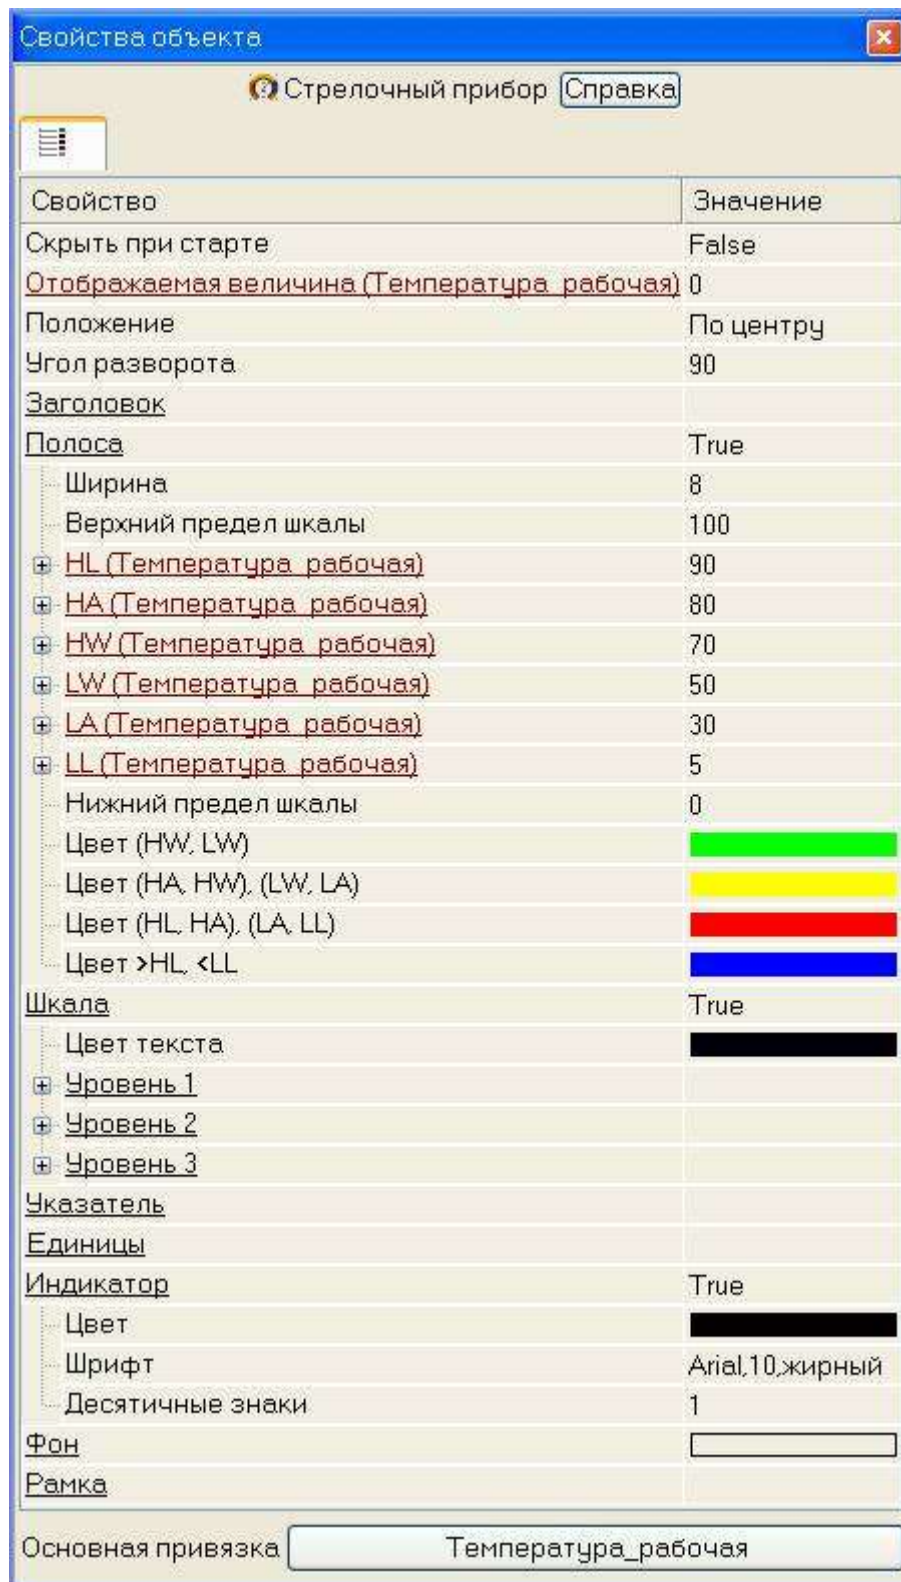 Свойства объекта
Стрелочный прибор Справка
Свойство Значение
Скрыть при старте False
Отображаемая величина (Температура_рабочая) 0
Положение По центру
Угол разворота 90
Заголовок
Полоса True
Ширина 8
Верхний предел шкалы 100
HL (Температура_рабочая) 90
HA (Температура_рабочая) 80
HW (Температура_рабочая) 70
LW (Температура_рабочая) 50
LA (Температура_рабочая) 30
LL (Температура_рабочая) 5
Нижний предел шкалы 0
Цвет (HW, LW)
Цвет (HA, HW), (LW, LA)
Цвет (HL, HA), (LA, LL)
Цвет >HL, <LL
Шкала True
Цвет текста
Уровень 1
Уровень 2
Уровень 3
Указатель
Единицы
Индикатор True
Цвет
Шрифт Arial,10,жирный
Десятичные знаки 1
Фон
Рамка
Основная привязка Температура_рабочая